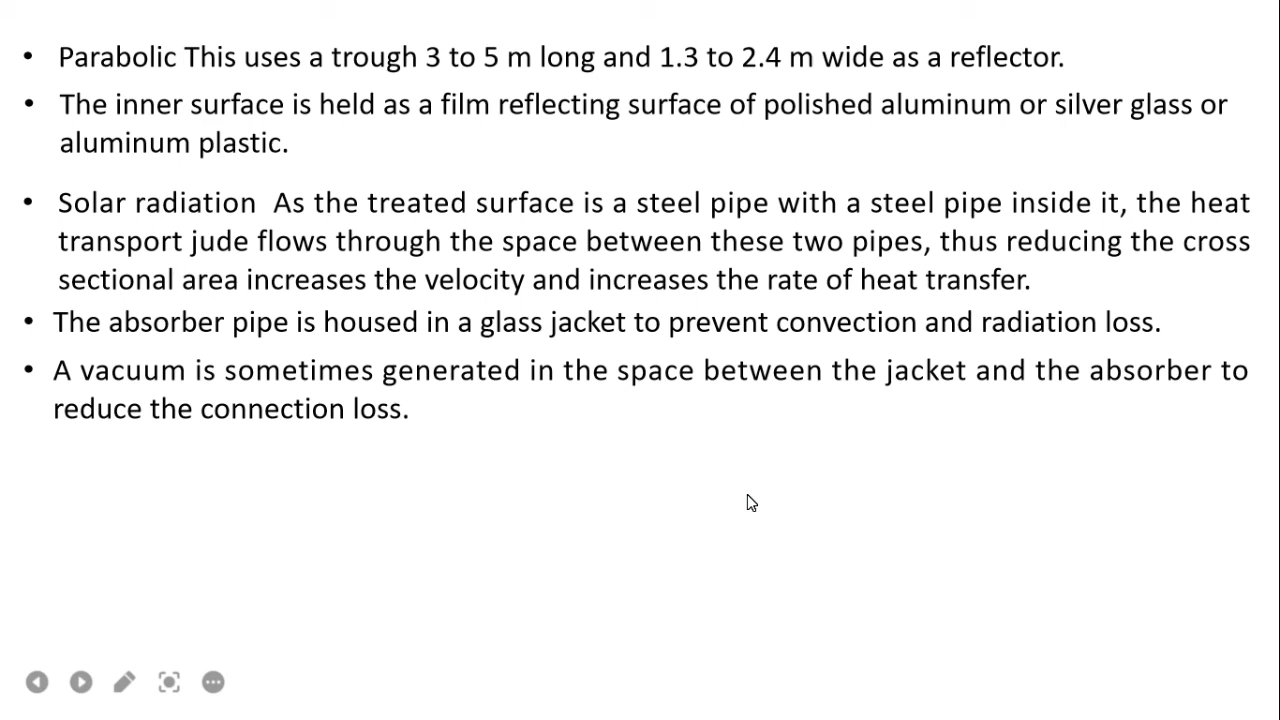 • Parabolic This uses a trough 3 to 5 m long and 1.3 to 2.4 m wide as a reflector.
• The inner surface is held as a film reflecting surface of polished aluminum or silver glass or
aluminum plastic.
• Solar radiation As the treated surface is a steel pipe with a steel pipe inside it, the heat
transport jude flows through the space between these two pipes, thus reducing the cross
sectional area increases the velocity and increases the rate of heat transfer.
• The absorber pipe is housed in a glass jacket to prevent convection and radiation loss.
• A vacuum is sometimes generated in the space between the jacket and the absorber to
reduce the connection loss.